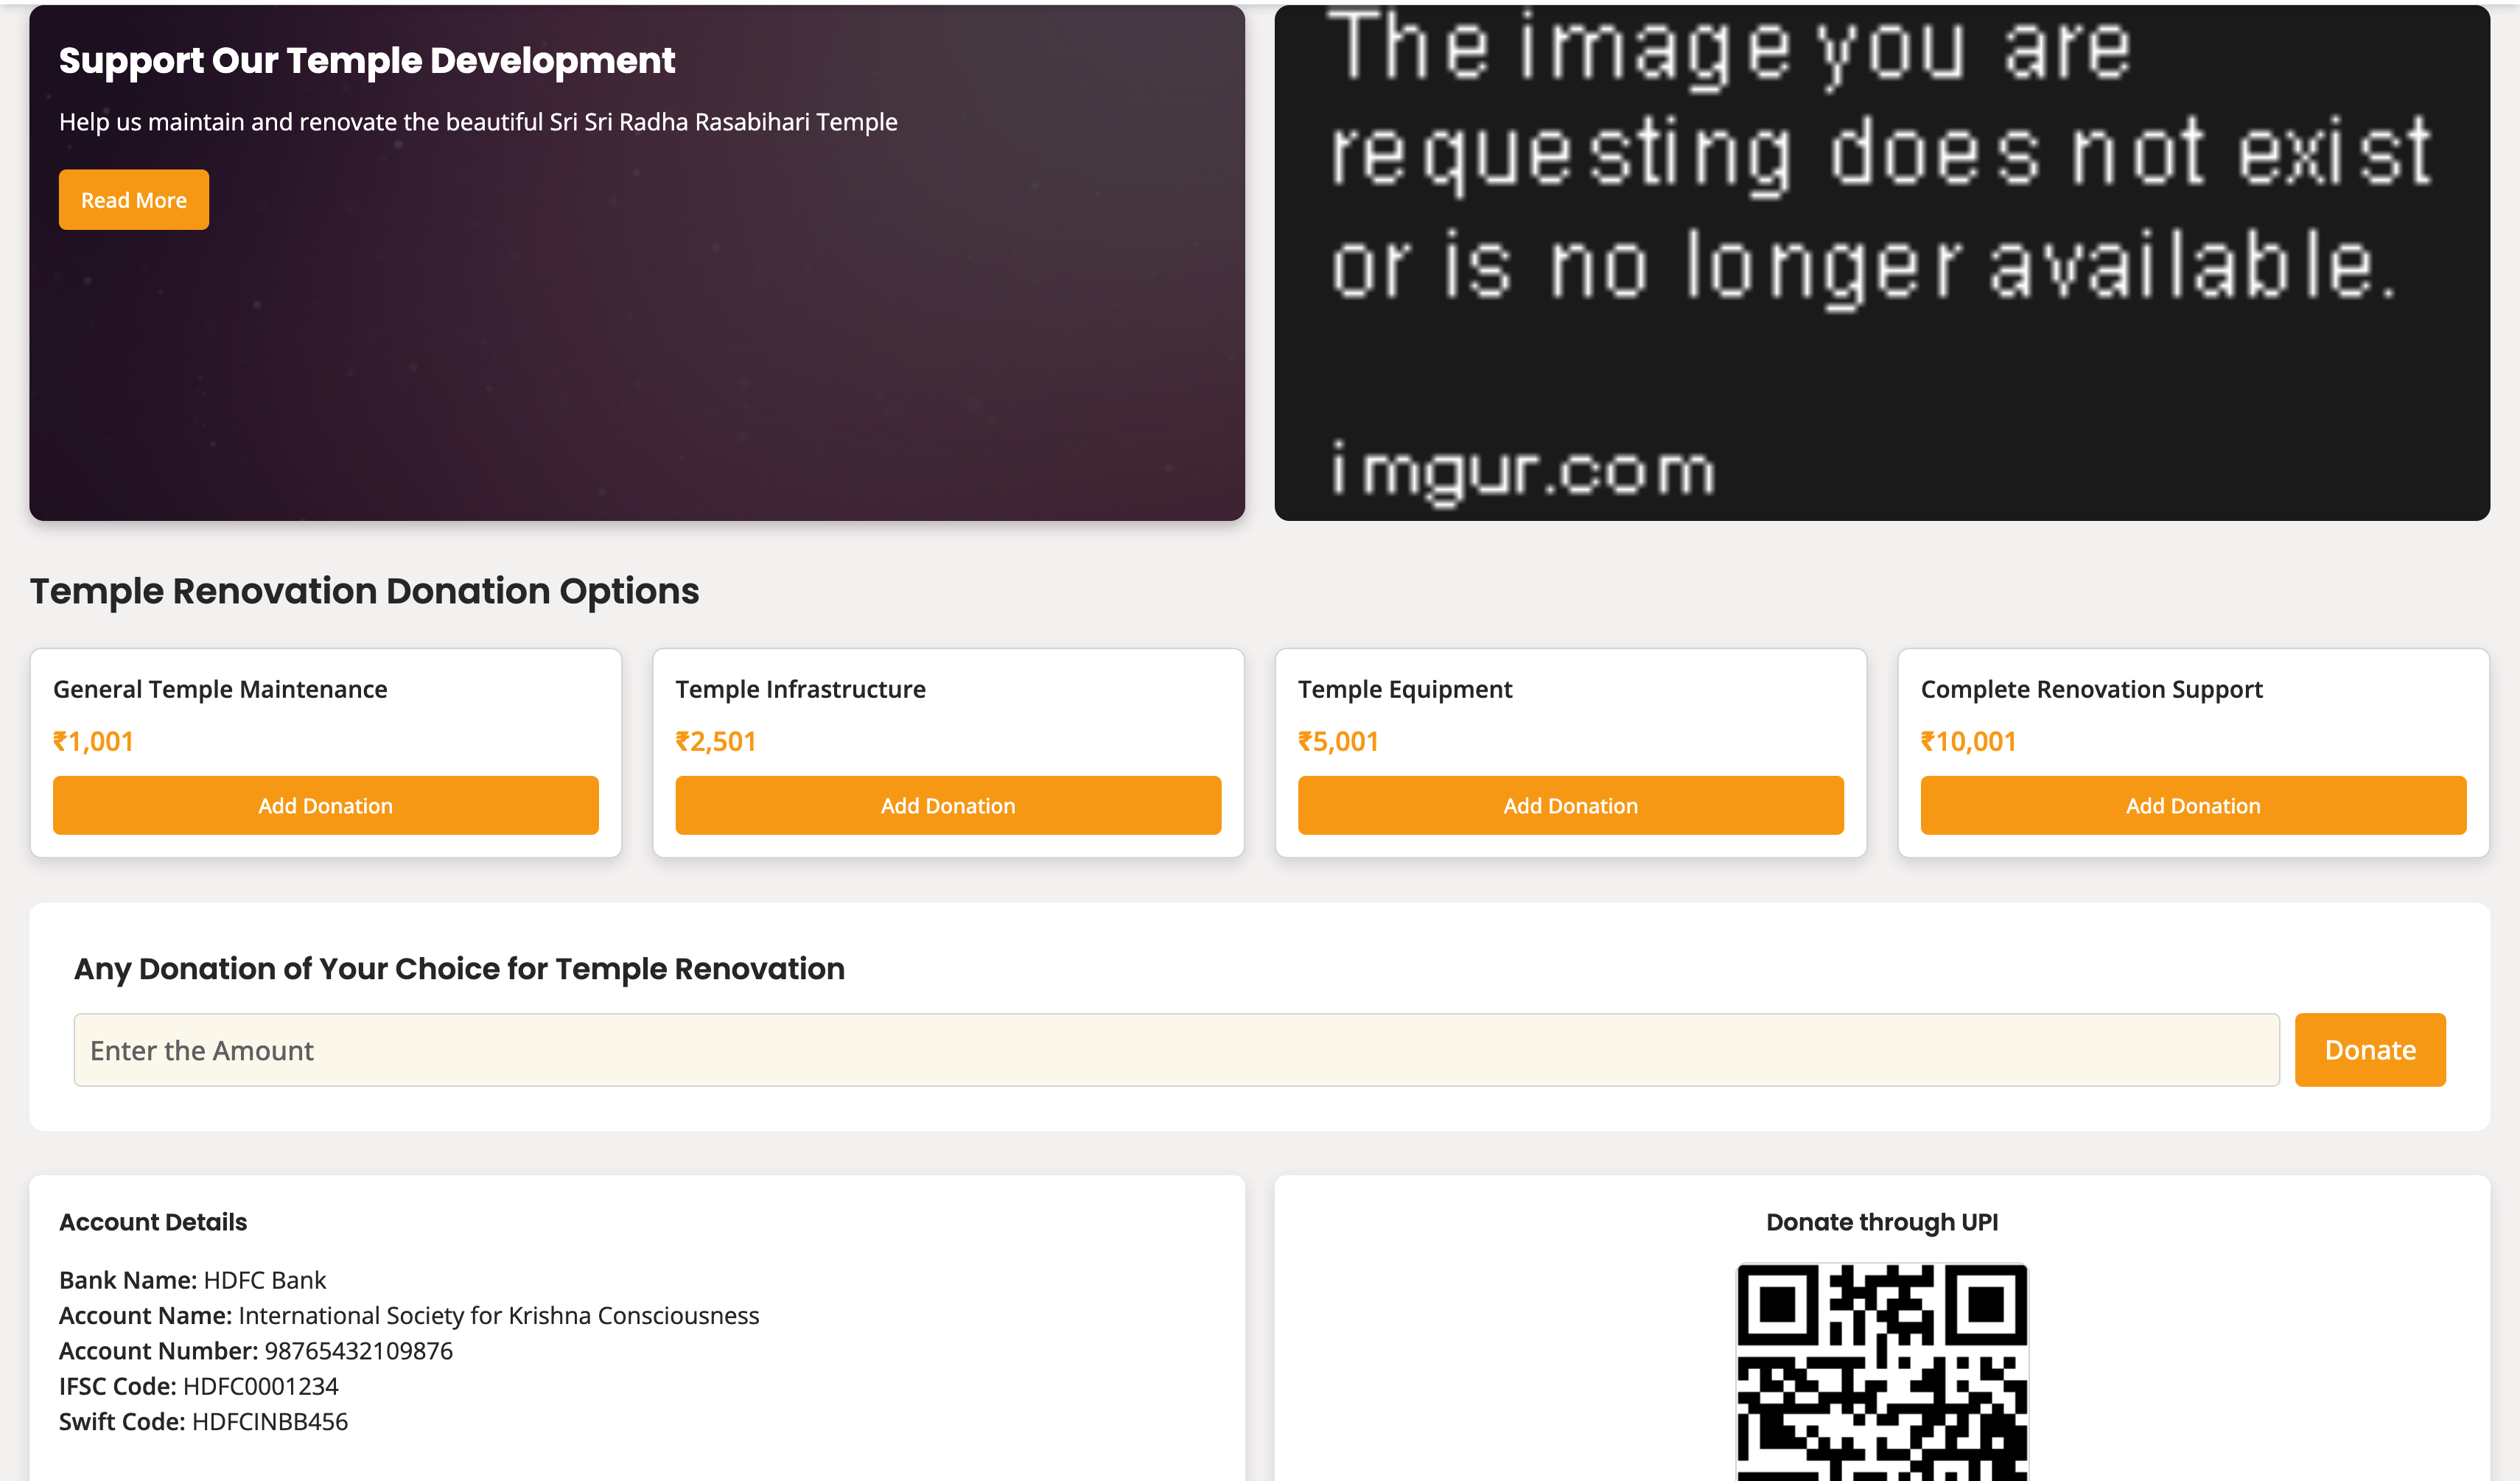 Support Our Temple Development
Help us maintain and renovate the beautiful Sri Sri Radha Rasabihari Temple
Read More
The image you are
requesting does not exist
or is no longer available.
imgur.com
Temple Renovation Donation Options
General Temple Maintenance
₹1,001
Add Donation
Temple Infrastructure
₹2,501
Add Donation
Temple Equipment
₹5,001
Add Donation
Complete Renovation Support
₹10,001
Add Donation
Any Donation of Your Choice for Temple Renovation
Enter the Amount
Donate
Account Details
Bank Name: HDFC Bank
Account Name: International Society for Krishna Consciousness
Account Number: 98765432109876
IFSC Code: HDFC0001234
Swift Code: HDFCINBB456
Donate through UPI